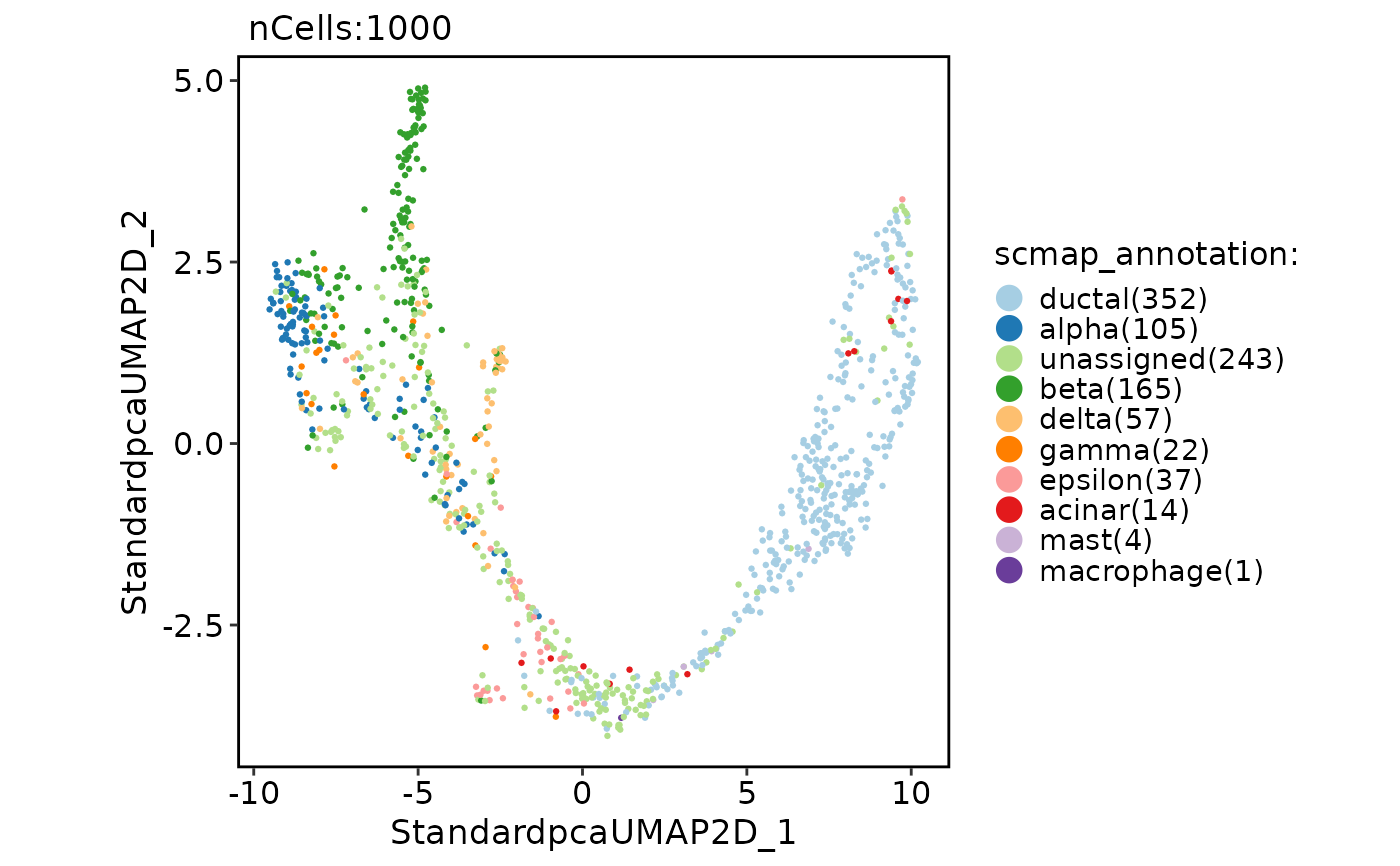 nCells:1000
5.0
2.5
0.0
-2.5
StandardpcaUMAP2D_2
-10
-5
0
5
10
StandardpcaUMAP2D_1
scmap_annotation:
ductal(352)
alpha(105)
unassigned(243)
beta(165)
delta(57)
gamma(22)
epsilon(37)
acinar(14)
mast(4)
macrophage(1)